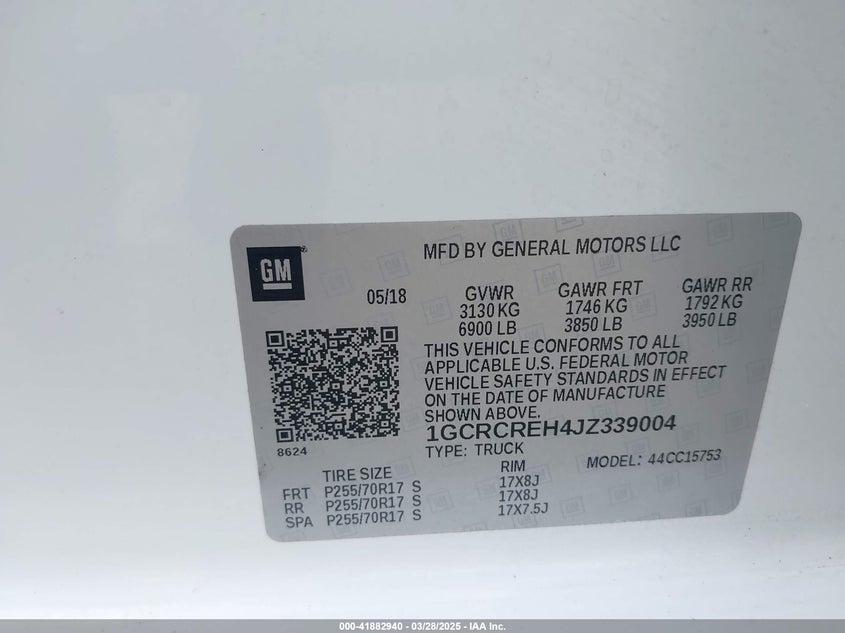 GM
MFD BY GENERAL MOTORS LLC
05/18
GVWR GAWR FRT GAWR RR
3130 KG 1746 KG 1792 KG
6900 LB 3850 LB 3950 LB
THIS VEHICLE CONFORMS TO ALL
APPLICABLE U.S. FEDERAL MOTOR
VEHICLE SAFETY STANDARDS IN EFFECT
ON THE DATE OF MANUFACTURE
SHOWN ABOVE.
1GCRCREH4JZ339004
8624
TYPE: TRUCK MODEL: 44CC15753
TIRE SIZE RIM
FRT P255/70R17 S 17X8J
RR P255/70R17 S 17X8J
SPA P255/70R17 S 17X7.5J
000-41882940 | 03/28/2025 – IAA Inc.